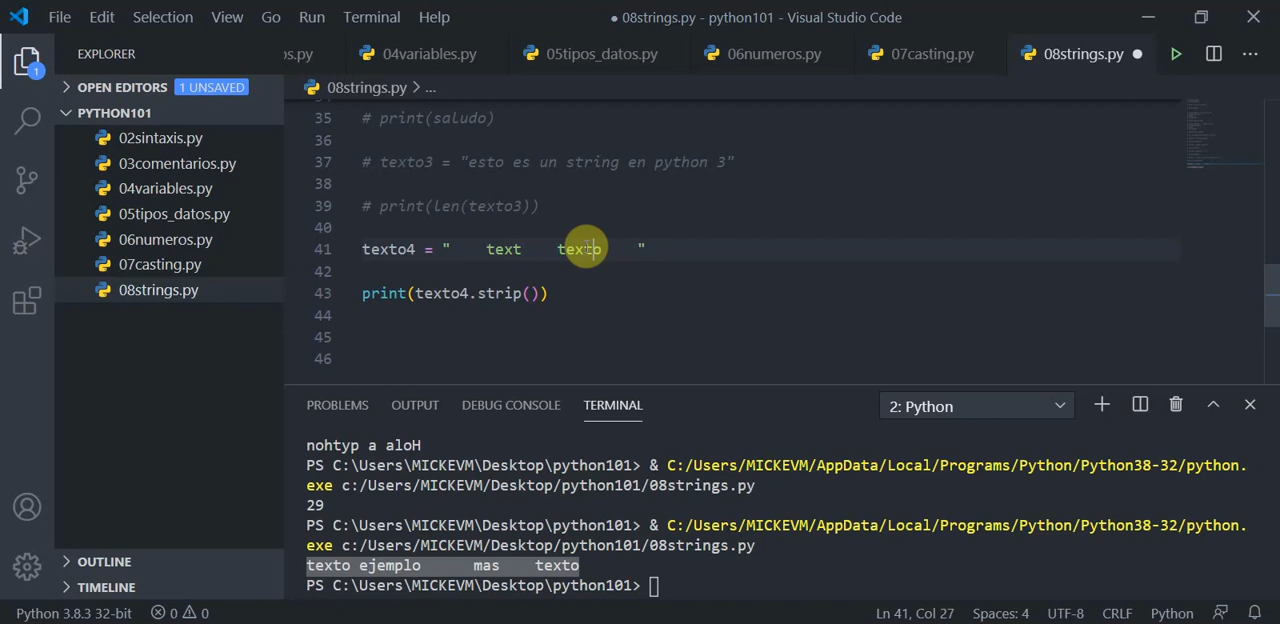 File Edit Selection View Go Run Terminal Help
● 08strings.py - python101 - Visual Studio Code
EXPLORER
OPEN EDITORS 1 UNSAVED
PYTHON101
02sintaxis.py
03comentarios.py
04variables.py
05tipos_datos.py
06numeros.py
07casting.py
08strings.py
OUTLINE
TIMELINE
1
os.py 04variables.py 05tipos_datos.py 06numeros.py 07casting.py 08strings.py ●
08strings.py > ...
35 # print(saludo)
36
37 # texto3 = "esto es un string en python 3"
38
39 # print(len(texto3))
40
41 texto4 = "    text    texto    "
42
43 print(texto4.strip())
44
45
46
PROBLEMS OUTPUT DEBUG CONSOLE TERMINAL
2: Python
nohtyp a aloH
PS C:\Users\MICKEVM\Desktop\python101> & C:/Users/MICKEVM/AppData/Local/Programs/Python/Python38-32/python.
exe c:/Users/MICKEVM/Desktop/python101/08strings.py
29
PS C:\Users\MICKEVM\Desktop\python101> & C:/Users/MICKEVM/AppData/Local/Programs/Python/Python38-32/python.
exe c:/Users/MICKEVM/Desktop/python101/08strings.py
texto ejemplo      mas    texto
PS C:\Users\MICKEVM\Desktop\python101>
Python 3.8.3 32-bit 0 0 Ln 41, Col 27 Spaces: 4 UTF-8 CRLF Python